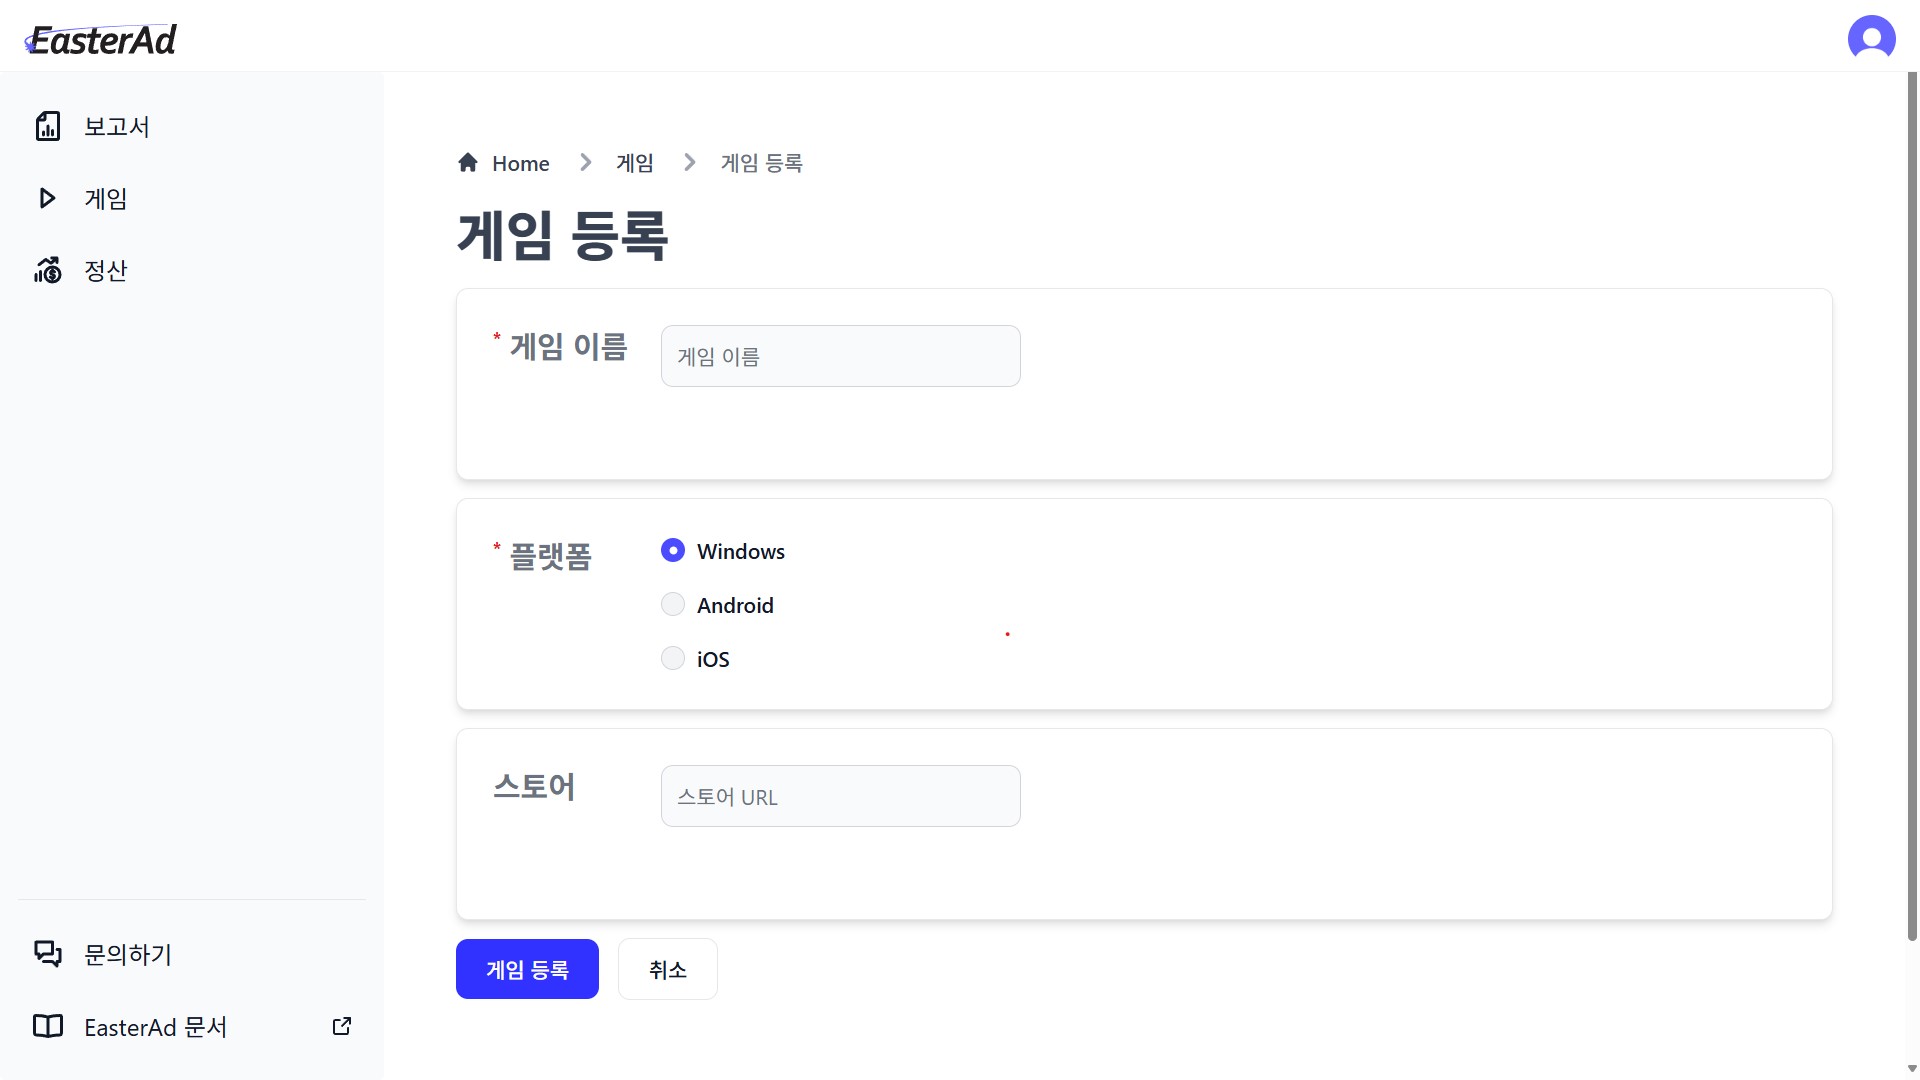 EasterAd
보고서
게임
정산
Home 게임 게임 등록
게임 등록
* 게임 이름
게임 이름
* 플랫폼
Windows
Android
iOS
스토어
스토어 URL
게임 등록
취소
문의하기
EasterAd 문서